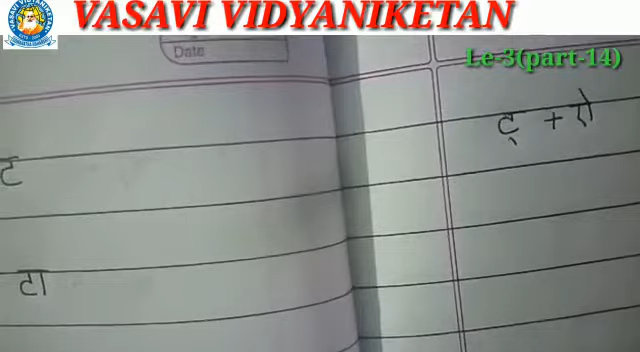 VASAVI VIDYANIKETAN
Date
Le-3(part-14)
ट् + रो
ट
टा